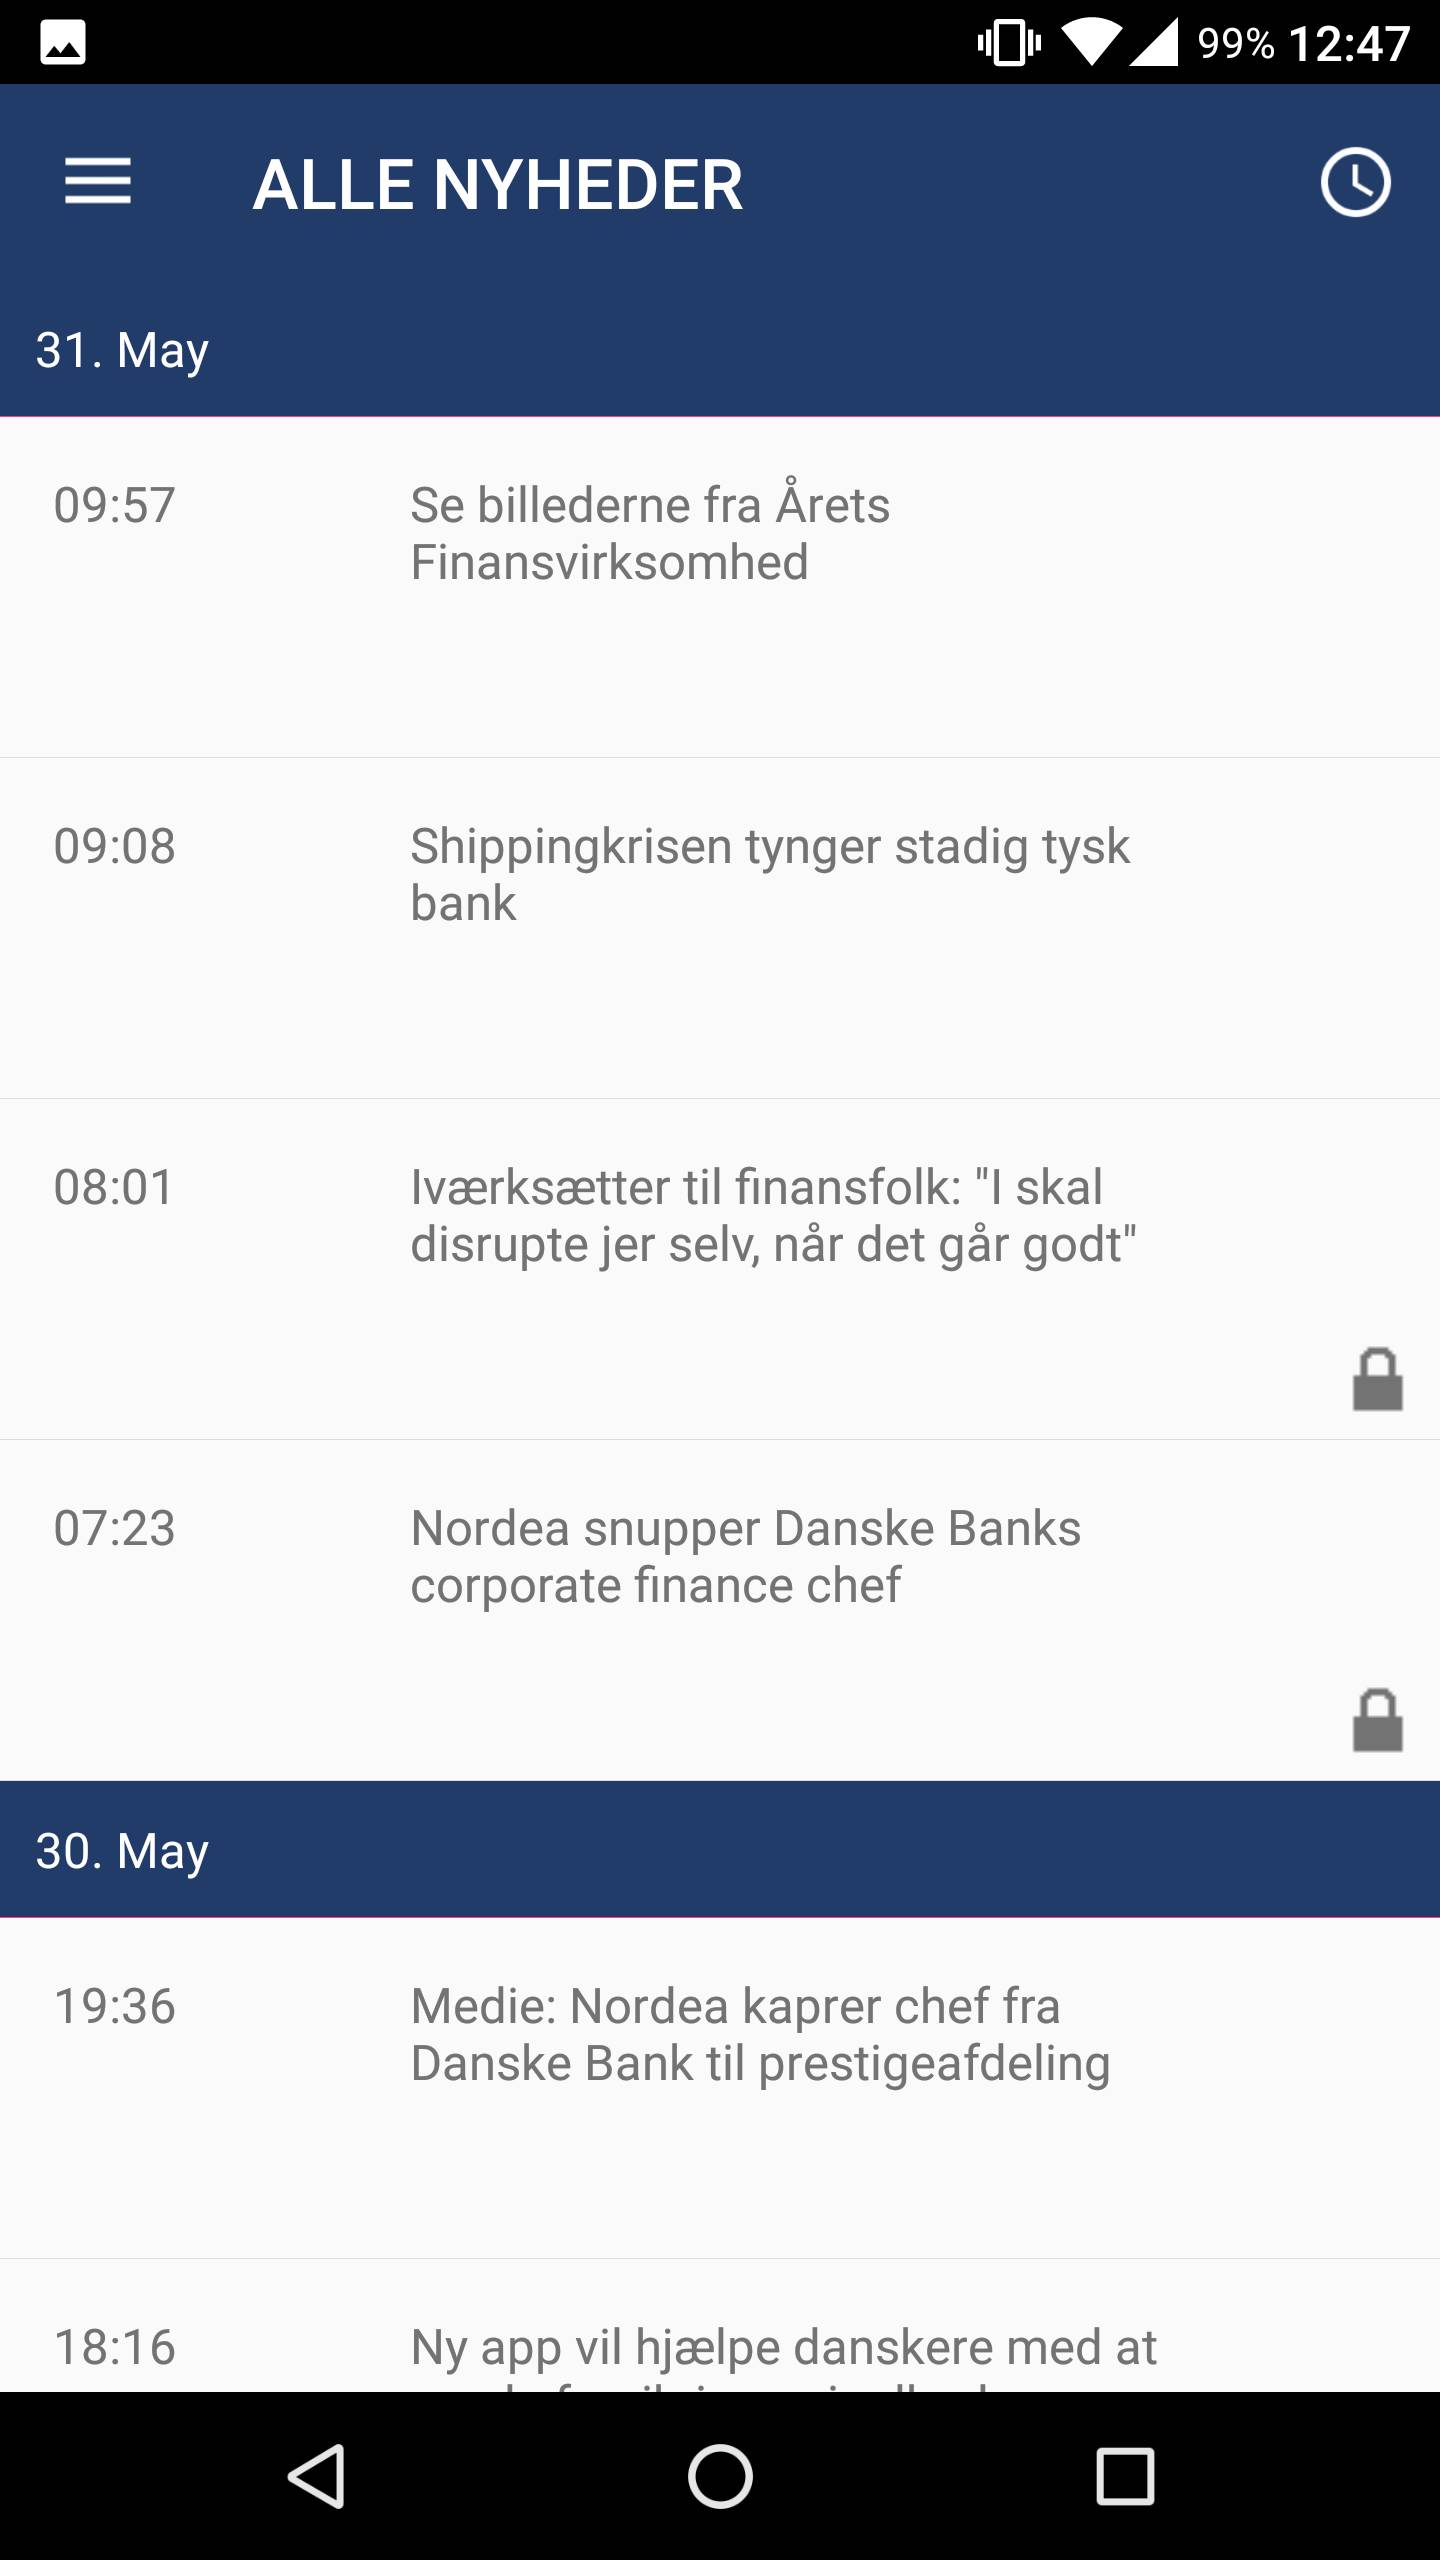 99% 12:47
ALLE NYHEDER
31. May
09:57
Se billederne fra Årets
Finansvirksomhed
09:08
Shippingkrisen tynger stadig tysk
bank
08:01
Iværksætter til finansfolk: "I skal
disrupte jer selv, når det går godt"
07:23
Nordea snupper Danske Banks
corporate finance chef
30. May
19:36
Medie: Nordea kaprer chef fra
Danske Bank til prestigeafdeling
18:16
Ny app vil hjælpe danskere med at